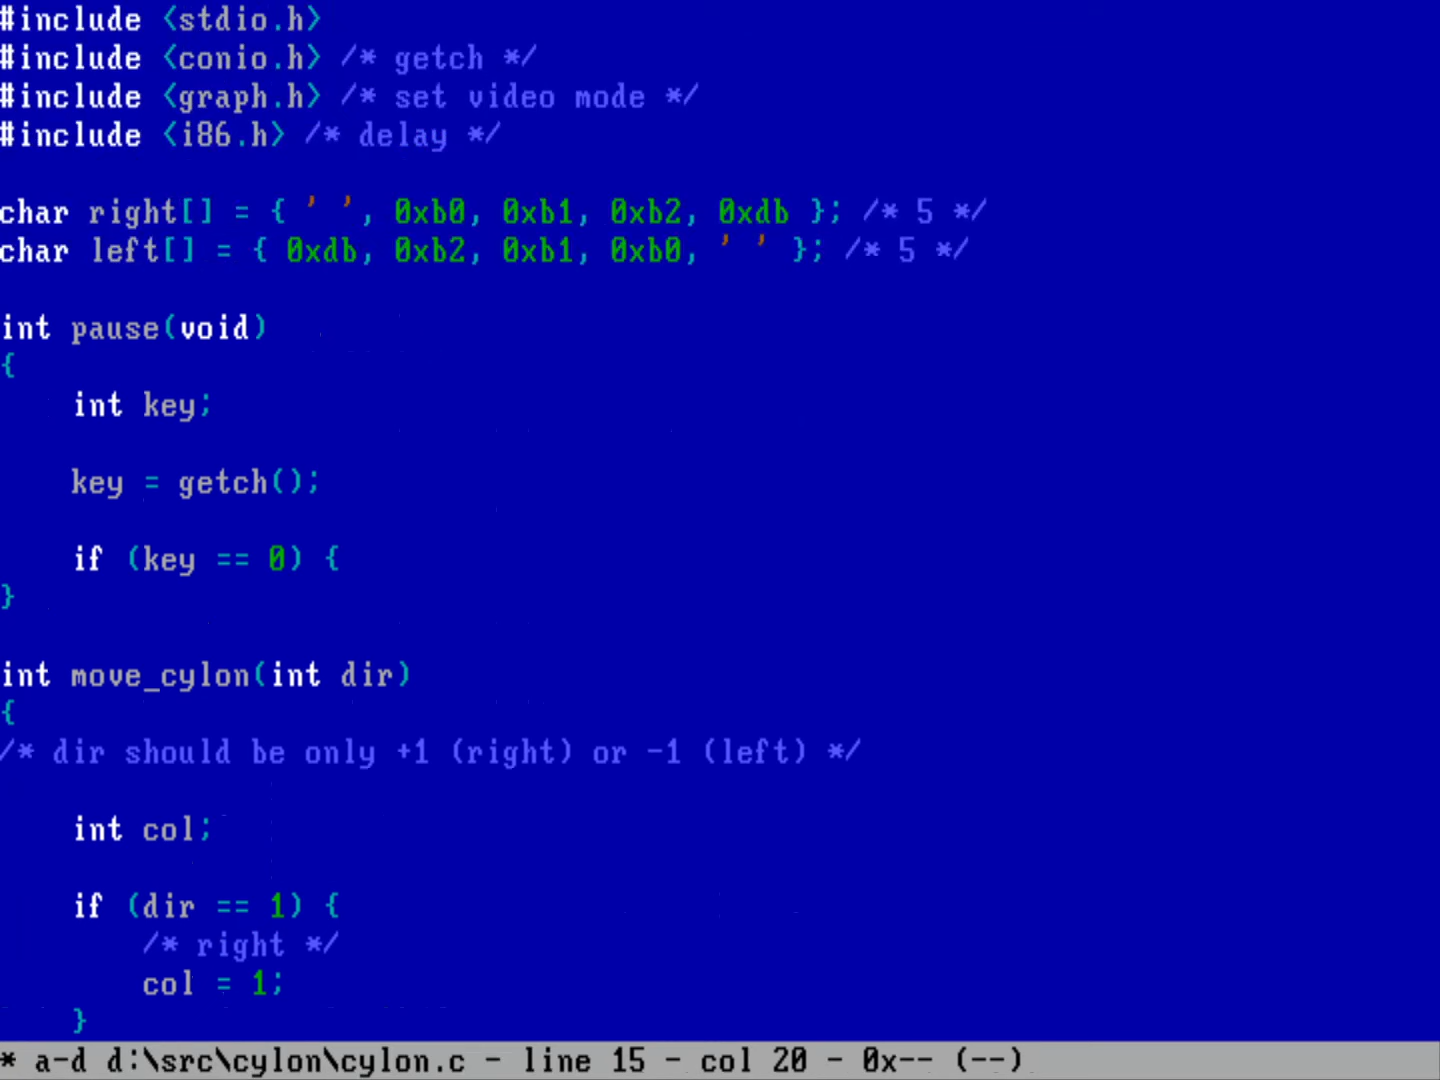 #include <stdio.h>
#include <conio.h> /* getch */
#include <graph.h> /* set video mode */
#include <i86.h> /* delay */

char right[] = { ' ', 0xb0, 0xb1, 0xb2, 0xdb }; /* 5 */
char left[] = { 0xdb, 0xb2, 0xb1, 0xb0, ' ' }; /* 5 */

int pause(void)
{
    int key;

    key = getch();

    if (key == 0) {
}

int move_cylon(int dir)
{
/* dir should be only +1 (right) or -1 (left) */

    int col;

    if (dir == 1) {
        /* right */
        col = 1;
    }
* a-d d:\src\cylon\cylon.c - line 15 - col 20 - 0x-- (--)